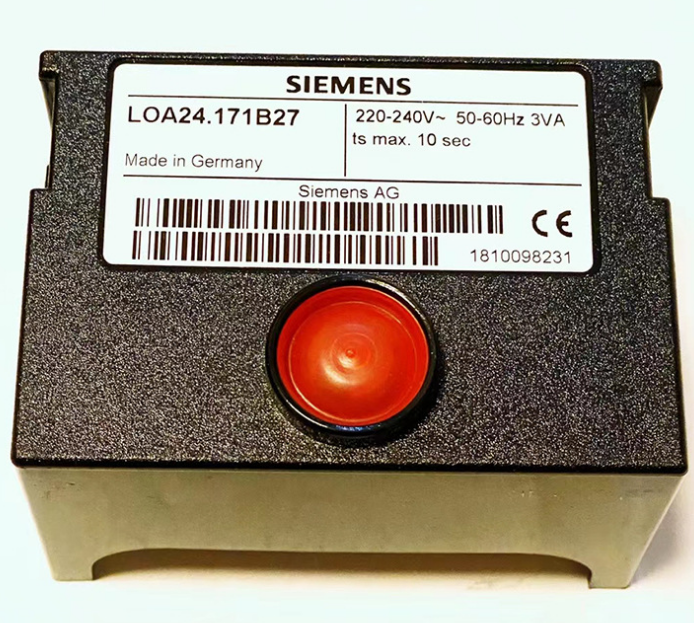 SIEMENS
LOA24.171B27
220-240V~ 50-60Hz 3VA
ts max. 10 sec
Made in Germany
Siemens AG
CE
1810098231